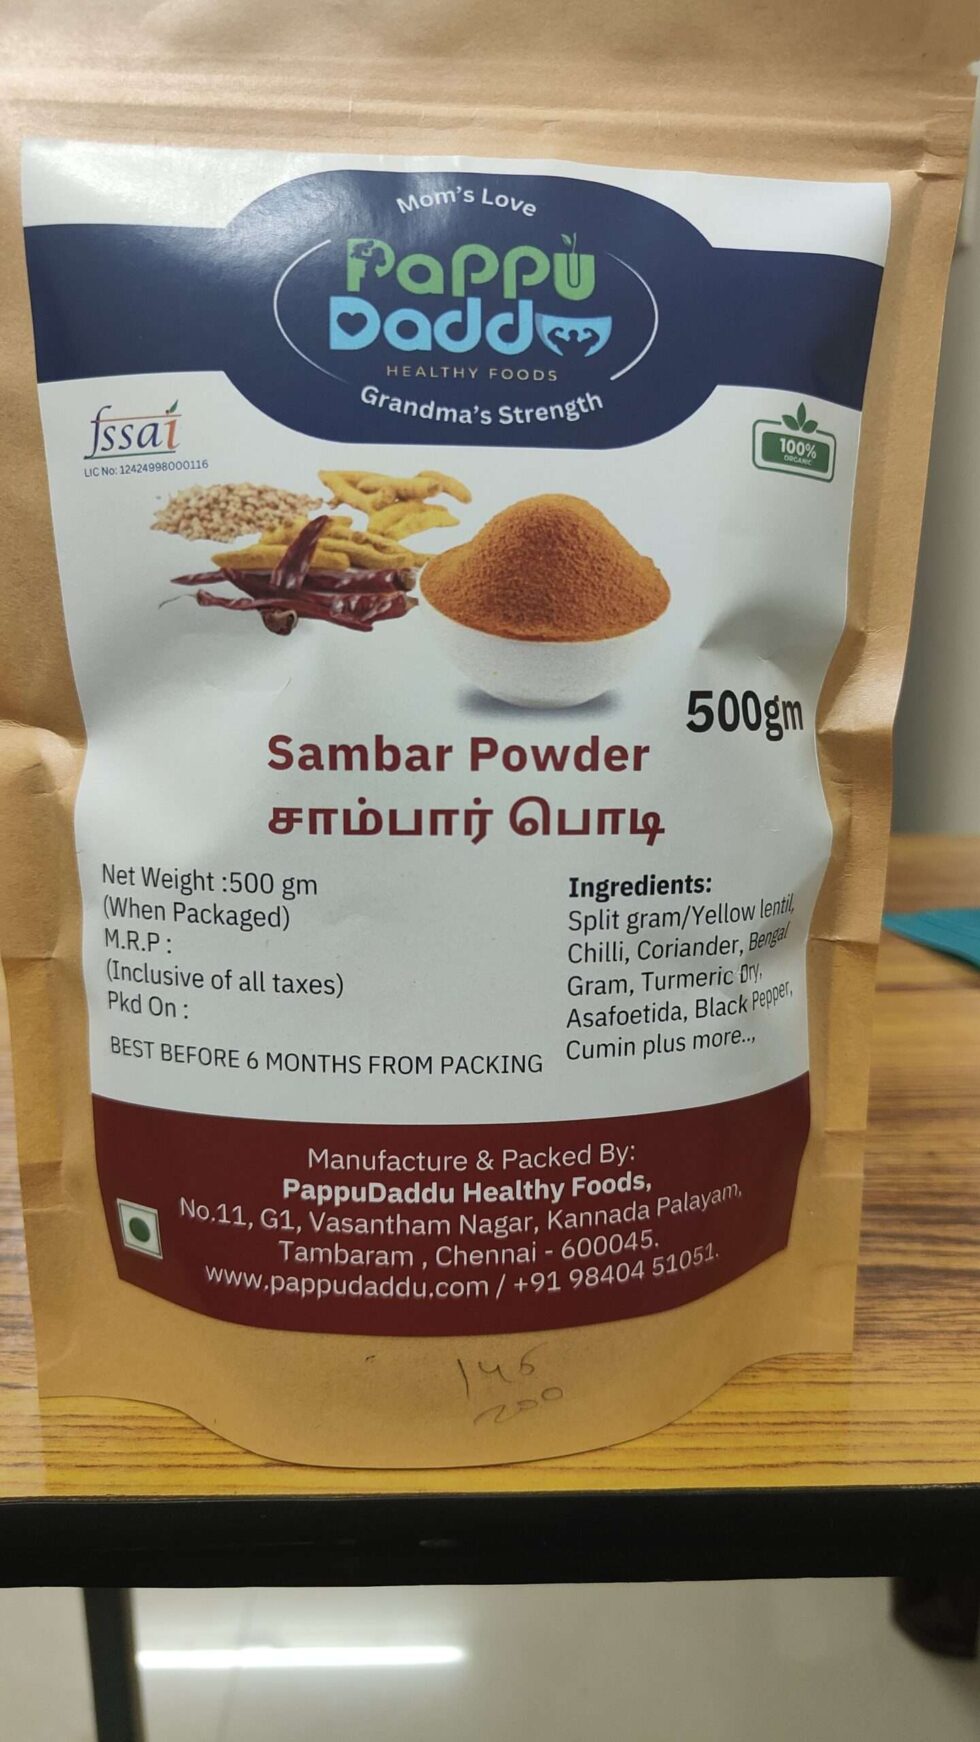 Mom's Love
Pappu
Daddu
HEALTHY FOODS
Grandma's Strength
fssai
LIC No: 12424998000116
100%
ORGANIC
500gm
Sambar Powder
சாம்பார் பொடி
Net Weight :500 gm
(When Packaged)
M.R.P :
(Inclusive of all taxes)
Pkd On :
BEST BEFORE 6 MONTHS FROM PACKING
Ingredients:
Split gram/Yellow lentil,
Chilli, Coriander, Bengal
Gram, Turmeric Dry,
Asafoetida, Black Pepper,
Cumin plus more..,
Manufacture & Packed By:
PappuDaddu Healthy Foods,
No.11, G1, Vasantham Nagar, Kannada Palayam,
Tambaram , Chennai - 600045.
www.pappudaddu.com / +91 98404 51051.
146
200